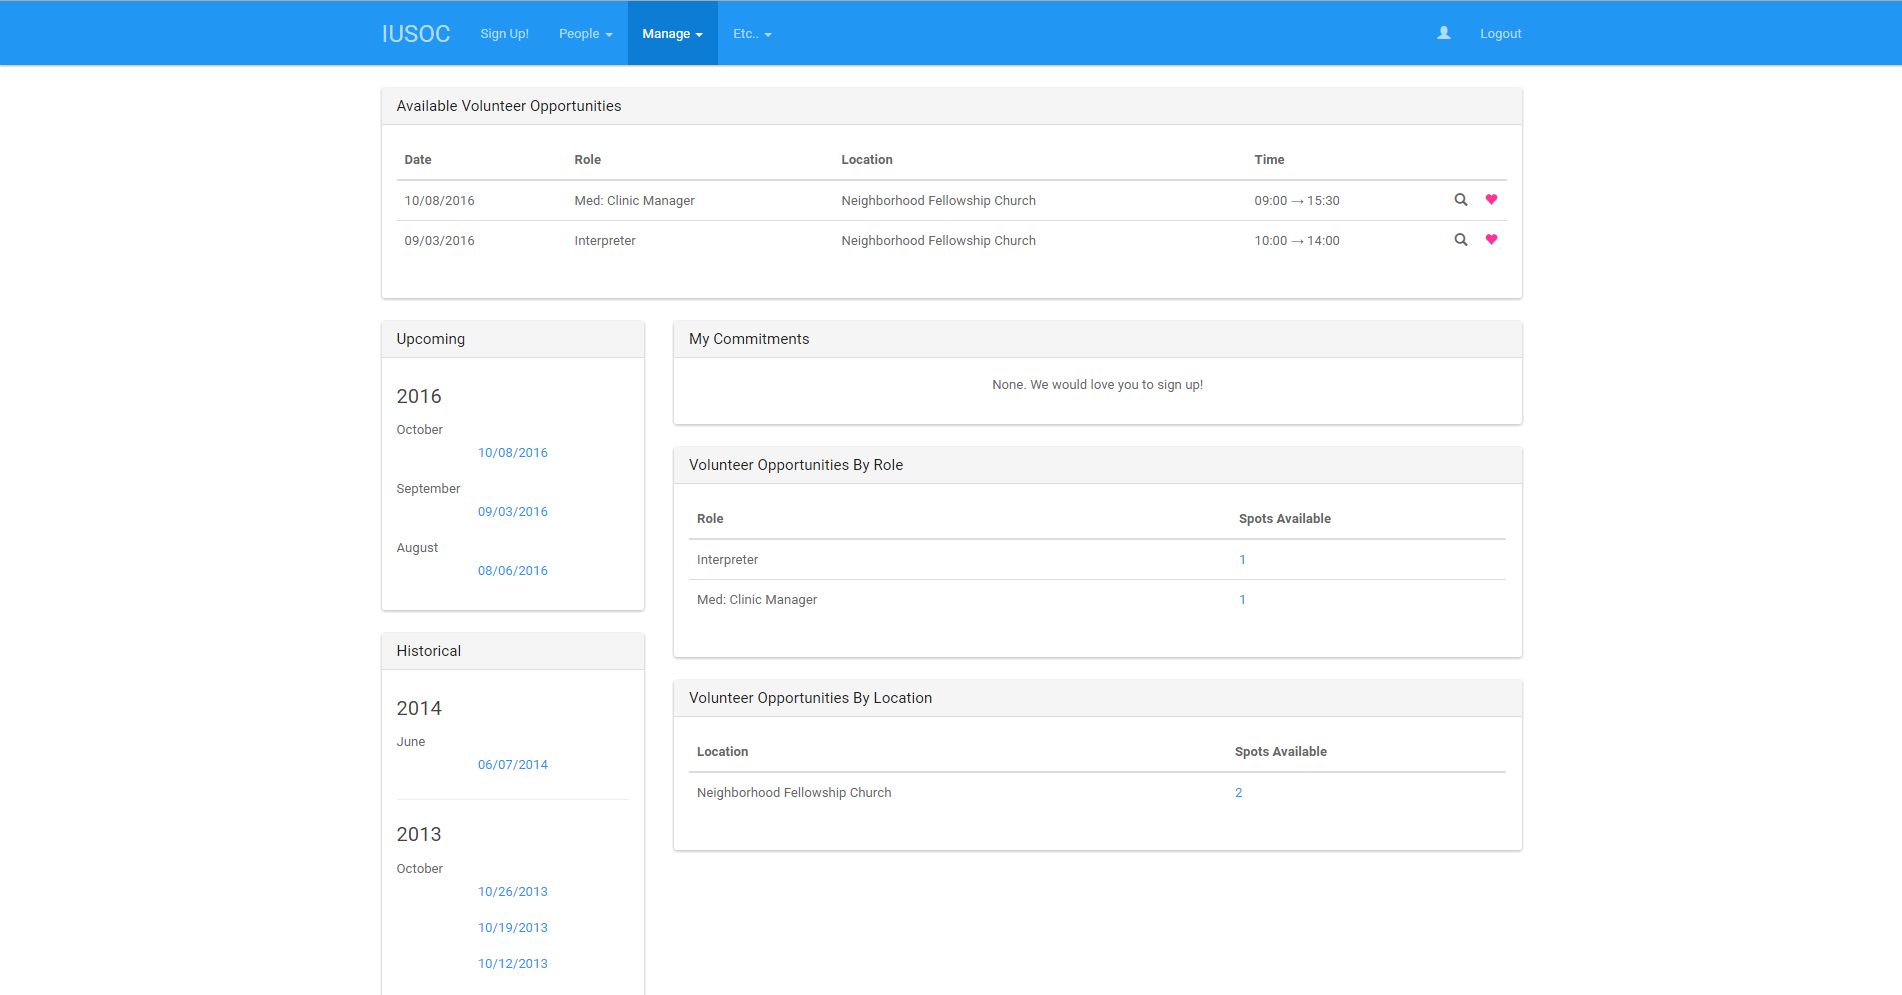 IUSOC Sign Up! People Manage Etc.. Logout
Available Volunteer Opportunities
Date Role Location Time
10/08/2016 Med: Clinic Manager Neighborhood Fellowship Church 09:00 → 15:30
09/03/2016 Interpreter Neighborhood Fellowship Church 10:00 → 14:00
Upcoming
2016
October
10/08/2016
September
09/03/2016
August
08/06/2016
Historical
2014
June
06/07/2014
2013
October
10/26/2013
10/19/2013
10/12/2013
My Commitments
None. We would love you to sign up!
Volunteer Opportunities By Role
Role Spots Available
Interpreter 1
Med: Clinic Manager 1
Volunteer Opportunities By Location
Location Spots Available
Neighborhood Fellowship Church 2